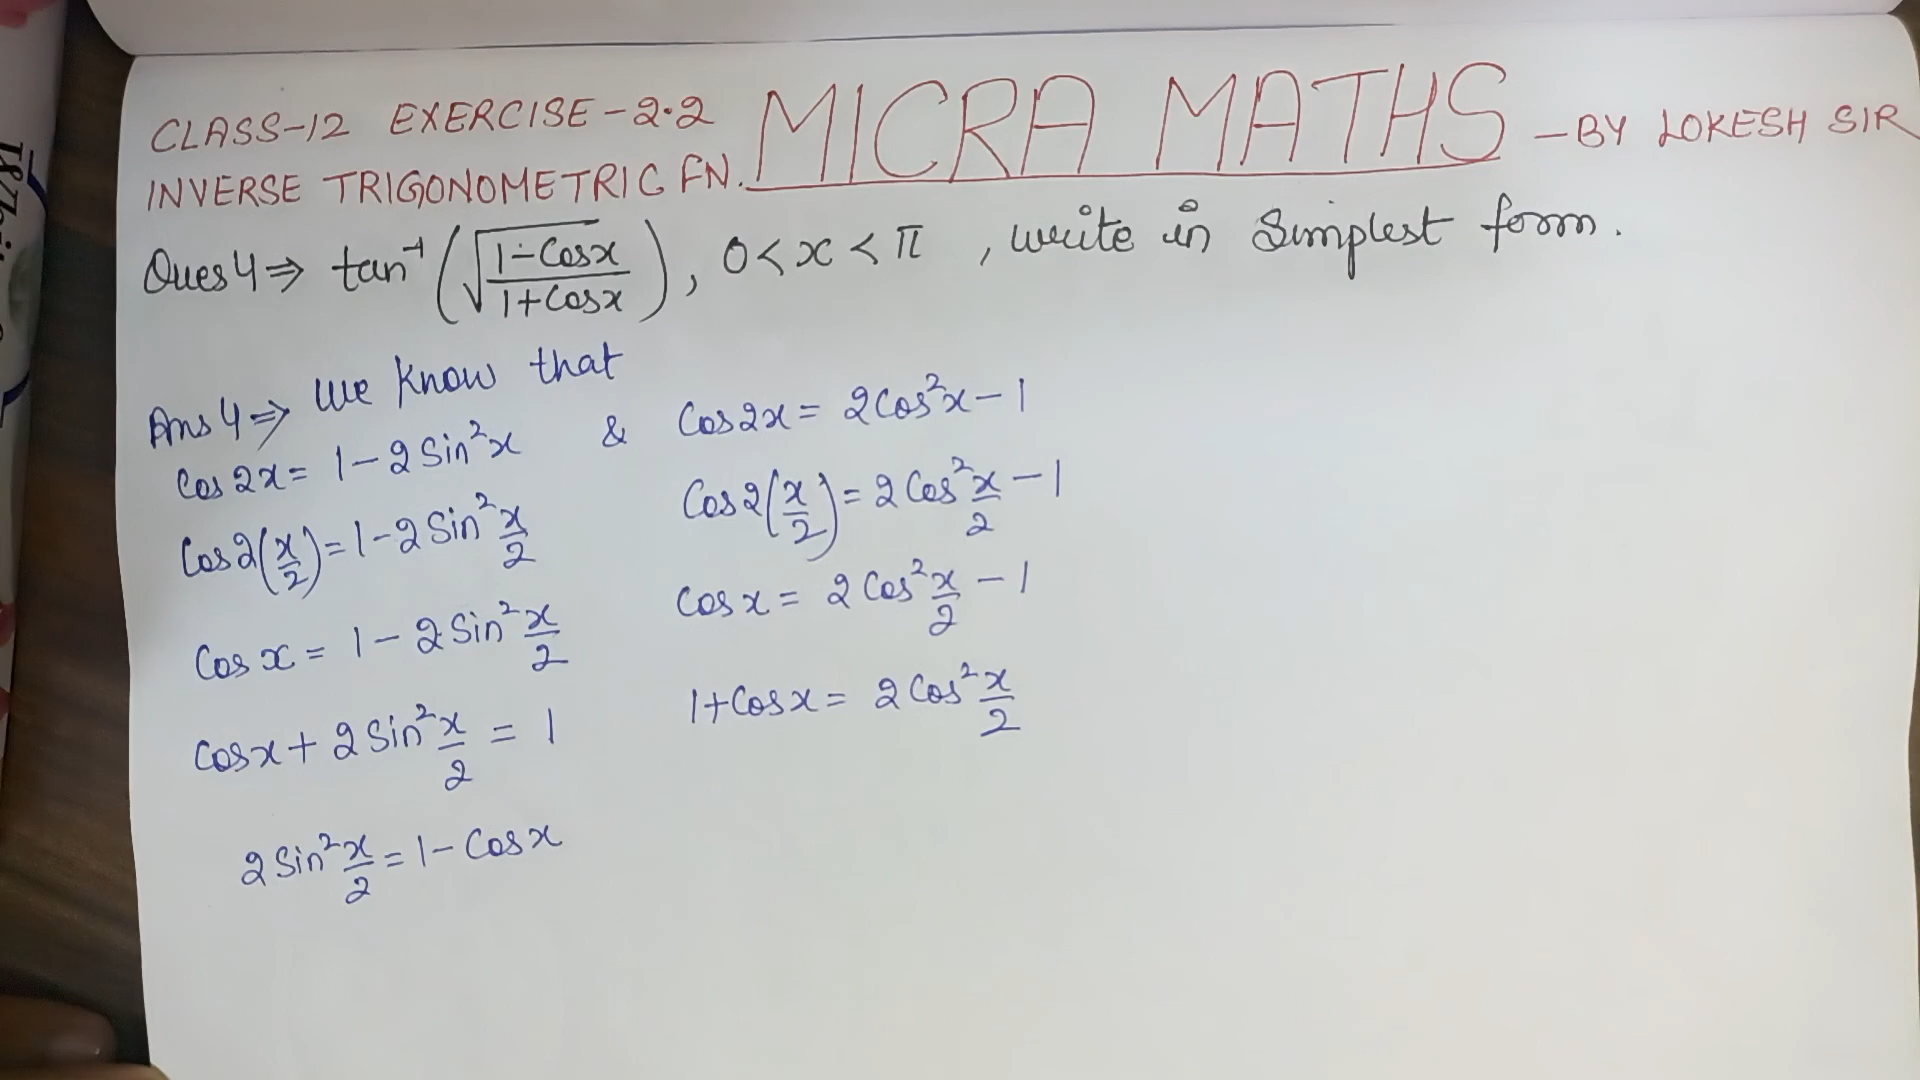 CLASS-12 EXERCISE-2.2 MICRA MATHS -BY LOKESH SIR
INVERSE TRIGONOMETRIC FN.
Ques 4⇒ tan⁻¹(√((1-Cosx)/(1+Cosx))), 0<x<π, write in Simplest form.
Ans 4⇒ We Know that
Cos 2x = 1-2 Sin²x & Cos 2x = 2Cos²x-1
Cos 2(x/2) = 1-2 Sin² x/2 Cos 2(x/2) = 2 Cos² x/2 -1
Cos x = 1-2 Sin² x/2 Cos x = 2 Cos² x/2 -1
Cosx + 2 Sin² x/2 = 1 1+Cosx = 2 Cos² x/2
2 Sin² x/2 = 1- Cosx